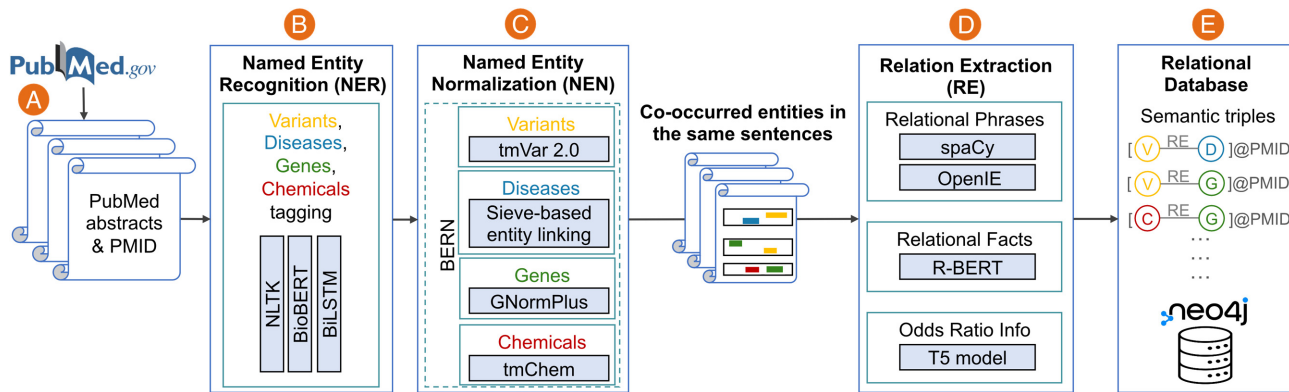 PubMed.gov
A
PubMed
abstracts
& PMID
B
Named Entity
Recognition (NER)
Variants,
Diseases,
Genes,
Chemicals
tagging
NLTK
BioBERT
BiLSTM
C
Named Entity
Normalization (NEN)
BERN
Variants
tmVar 2.0
Diseases
Sieve-based
entity linking
Genes
GNormPlus
Chemicals
tmChem
Co-occurred entities in
the same sentences
D
Relation Extraction
(RE)
Relational Phrases
spaCy
OpenIE
Relational Facts
R-BERT
Odds Ratio Info
T5 model
E
Relational
Database
Semantic triples
[ V RE D ]@PMID
[ V RE G ]@PMID
[ C RE G ]@PMID
...
...
...
neo4j